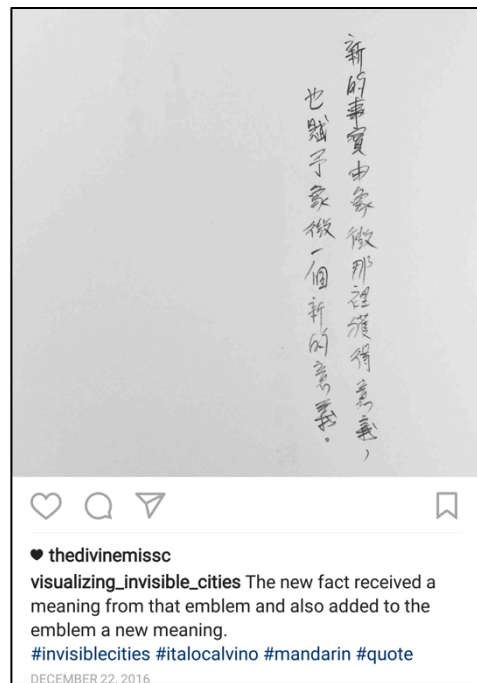 新的事實由象徵那裡獲得意義，
也賦予象徵一個新的意義。
thedivinemissc
visualizing_invisible_cities The new fact received a
meaning from that emblem and also added to the
emblem a new meaning.
#invisiblecities #italocalvino #mandarin #quote
DECEMBER 22, 2016